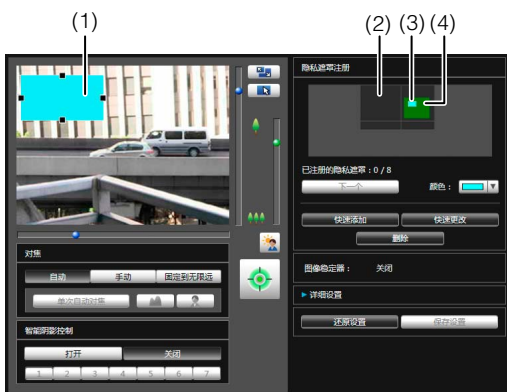 (1)
(2) (3) (4)
隐私遮罩注册
已注册的隐私遮罩：0 / 8
下一个
颜色：
快速添加
快速更改
删除
图像稳定器： 关闭
详细设置
还原设置
保存设置
对焦
自动
手动
固定到无限远
单次自动对焦
智能阴影控制
打开
关闭
1 2 3 4 5 6 7